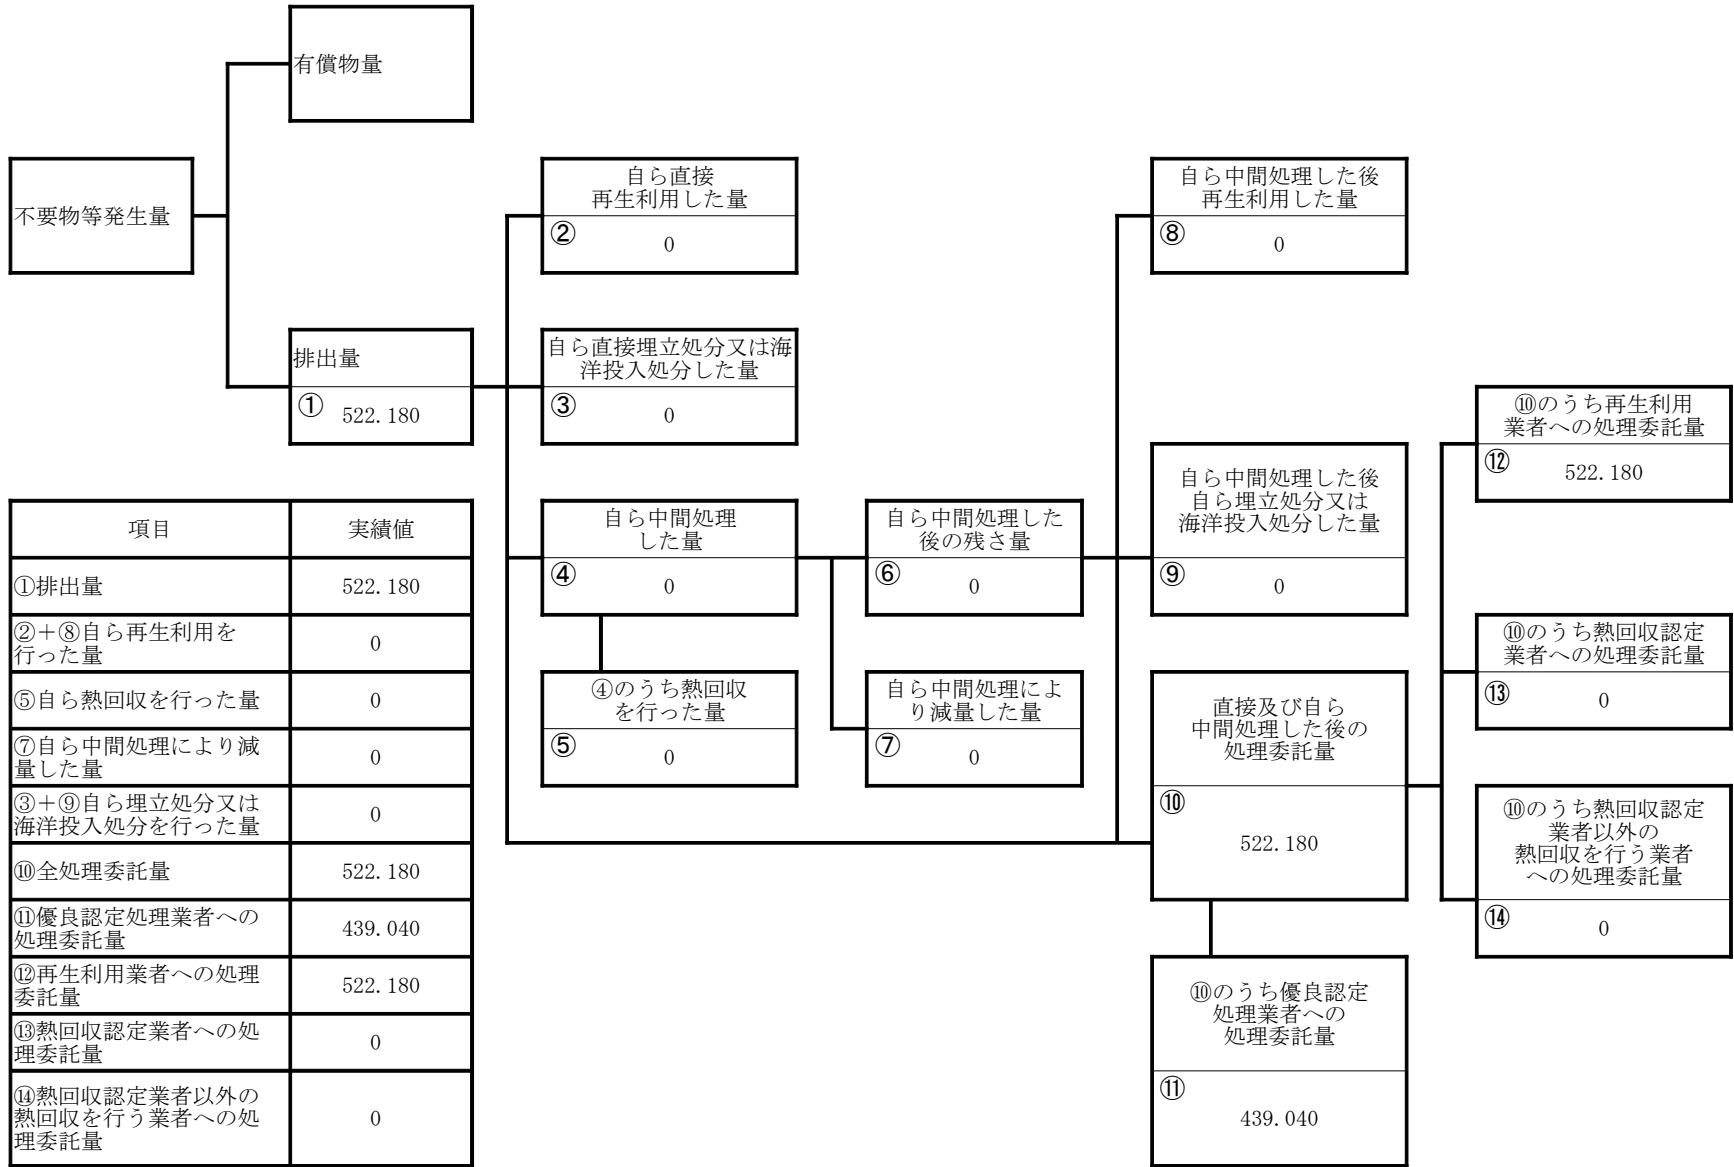 有償物量
不要物等発生量
自ら直接
再生利用した量
②
0
自ら中間処理した後
再生利用した量
⑧
0
排出量
①
522.180
自ら直接埋立処分又は海
洋投入処分した量
③
0
⑩のうち再生利用
業者への処理委託量
⑫
522.180
自ら中間処理
した量
④
0
自ら中間処理した
後の残さ量
⑥
0
自ら中間処理した後
自ら埋立処分又は
海洋投入処分した量
⑨
0
④のうち熱回収
を行った量
⑤
0
自ら中間処理によ
り減量した量
⑦
0
直接及び自ら
中間処理した後の
処理委託量
⑩
522.180
⑩のうち熱回収認定
業者への処理委託量
⑬
0
⑩のうち熱回収認定
業者以外の
熱回収を行う業者
への処理委託量
⑭
0
⑩のうち優良認定
処理業者への
処理委託量
⑪
439.040
項目 実績値
①排出量 522.180
②+⑧自ら再生利用を
行った量
0
⑤自ら熱回収を行った量 0
⑦自ら中間処理により減
量した量
0
③+⑨自ら埋立処分又は
海洋投入処分を行った量
0
⑩全処理委託量 522.180
⑪優良認定処理業者への
処理委託量
439.040
⑫再生利用業者への処理
委託量
522.180
⑬熱回収認定業者への処
理委託量
0
⑭熱回収認定業者以外の
熱回収を行う業者への処
理委託量
0